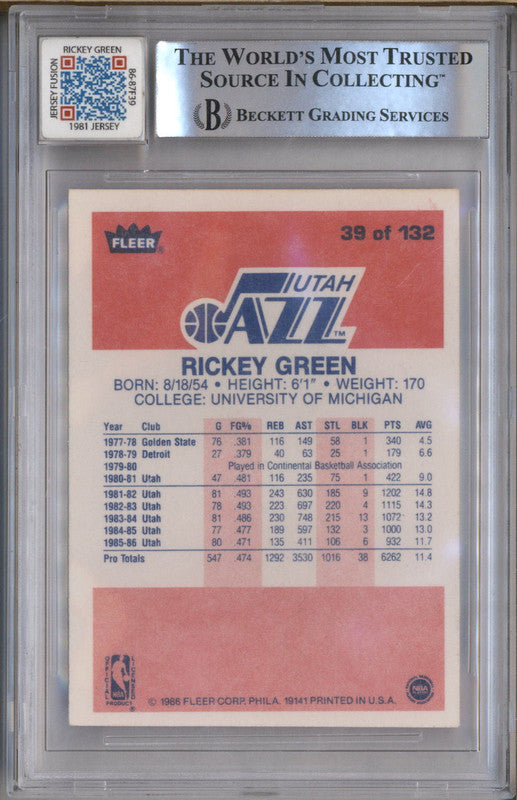 RICKEY GREEN
JERSEY FUSION
86-87F39
1981 JERSEY
THE WORLD'S MOST TRUSTED
SOURCE IN COLLECTING™
B BECKETT GRADING SERVICES
FLEER®
39 of 132
UTAH
JAZZ™
RICKEY GREEN
BORN: 8/18/54 • HEIGHT: 6'1" • WEIGHT: 170
COLLEGE: UNIVERSITY OF MICHIGAN
Year Club G FG% REB AST STL BLK PTS AVG
1977-78 Golden State 76 .381 116 149 58 1 340 4.5
1978-79 Detroit 27 .379 40 63 25 1 179 6.6
1979-80 Played in Continental Basketball Association
1980-81 Utah 47 .481 116 235 75 1 422 9.0
1981-82 Utah 81 .493 243 630 185 9 1202 14.8
1982-83 Utah 78 .493 223 697 220 4 1115 14.3
1983-84 Utah 81 .486 230 748 215 13 1072 13.2
1984-85 Utah 77 .477 189 597 132 3 1000 13.0
1985-86 Utah 80 .471 135 411 106 6 932 11.7
Pro Totals 547 .474 1292 3530 1016 38 6262 11.4
OFFICIAL LICENSED
NBA
PRODUCT®
© 1986 FLEER CORP. PHILA. 19141 PRINTED IN U.S.A.
NBA